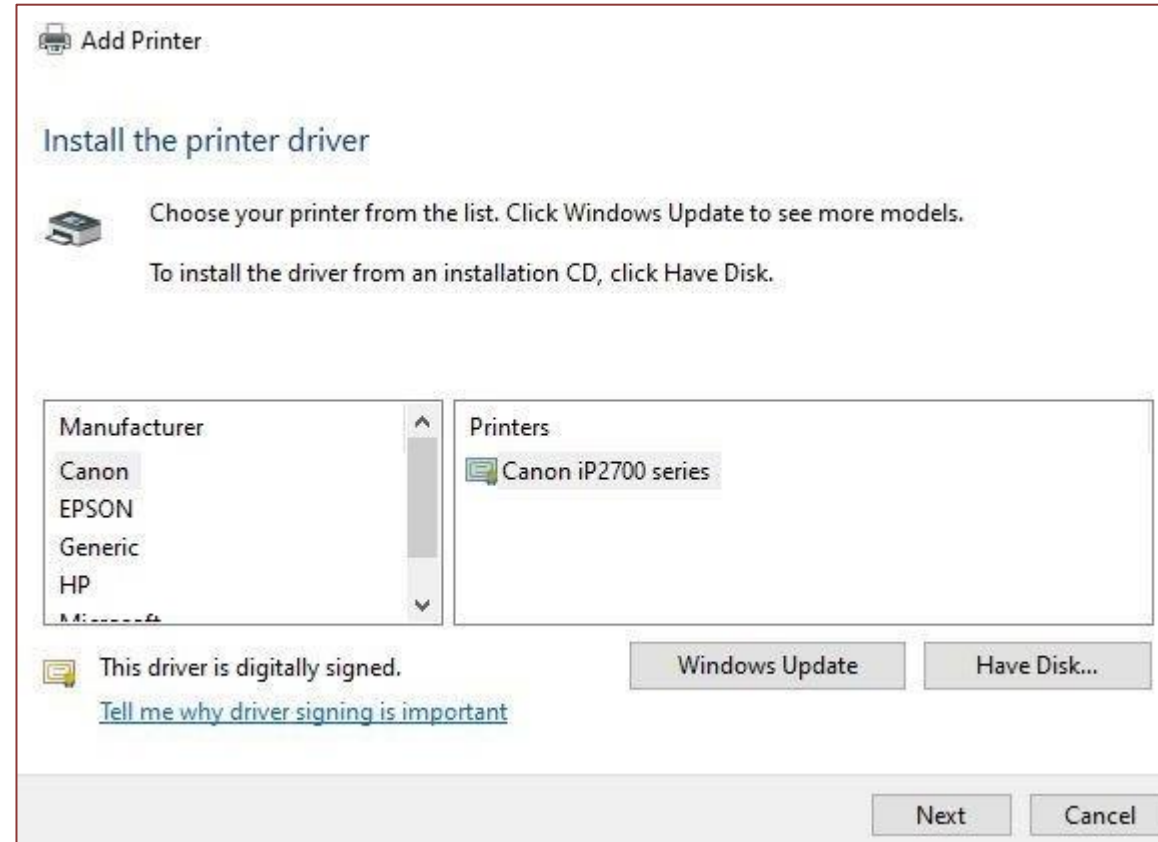 Add Printer
Install the printer driver
Choose your printer from the list. Click Windows Update to see more models.
To install the driver from an installation CD, click Have Disk.
Manufacturer
Canon
EPSON
Generic
HP
Microsoft
Printers
Canon iP2700 series
This driver is digitally signed.
Tell me why driver signing is important
Windows Update
Have Disk...
Next
Cancel